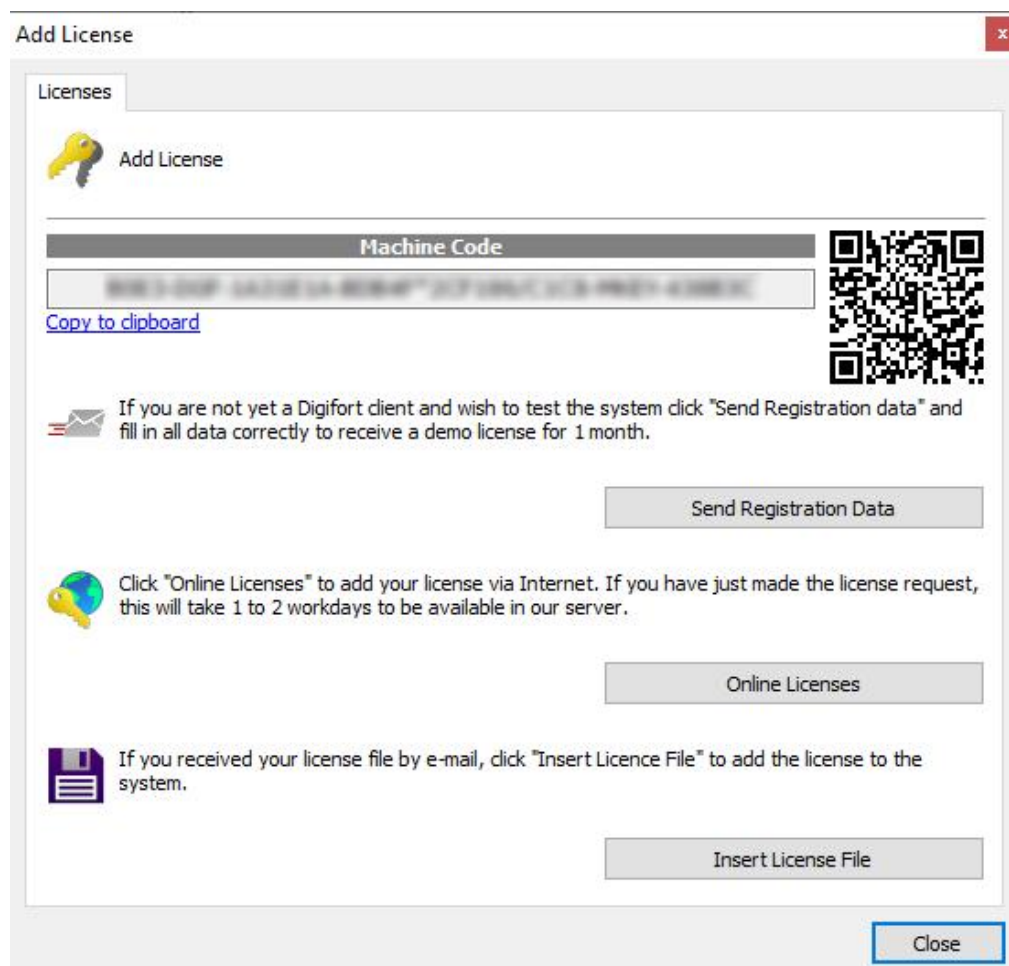 Add License
x
Licenses
Add License
Machine Code
Copy to clipboard
If you are not yet a Digifort client and wish to test the system click "Send Registration data" and
fill in all data correctly to receive a demo license for 1 month.
Send Registration Data
Click "Online Licenses" to add your license via Internet. If you have just made the license request,
this will take 1 to 2 workdays to be available in our server.
Online Licenses
If you received your license file by e-mail, click "Insert Licence File" to add the license to the
system.
Insert License File
Close